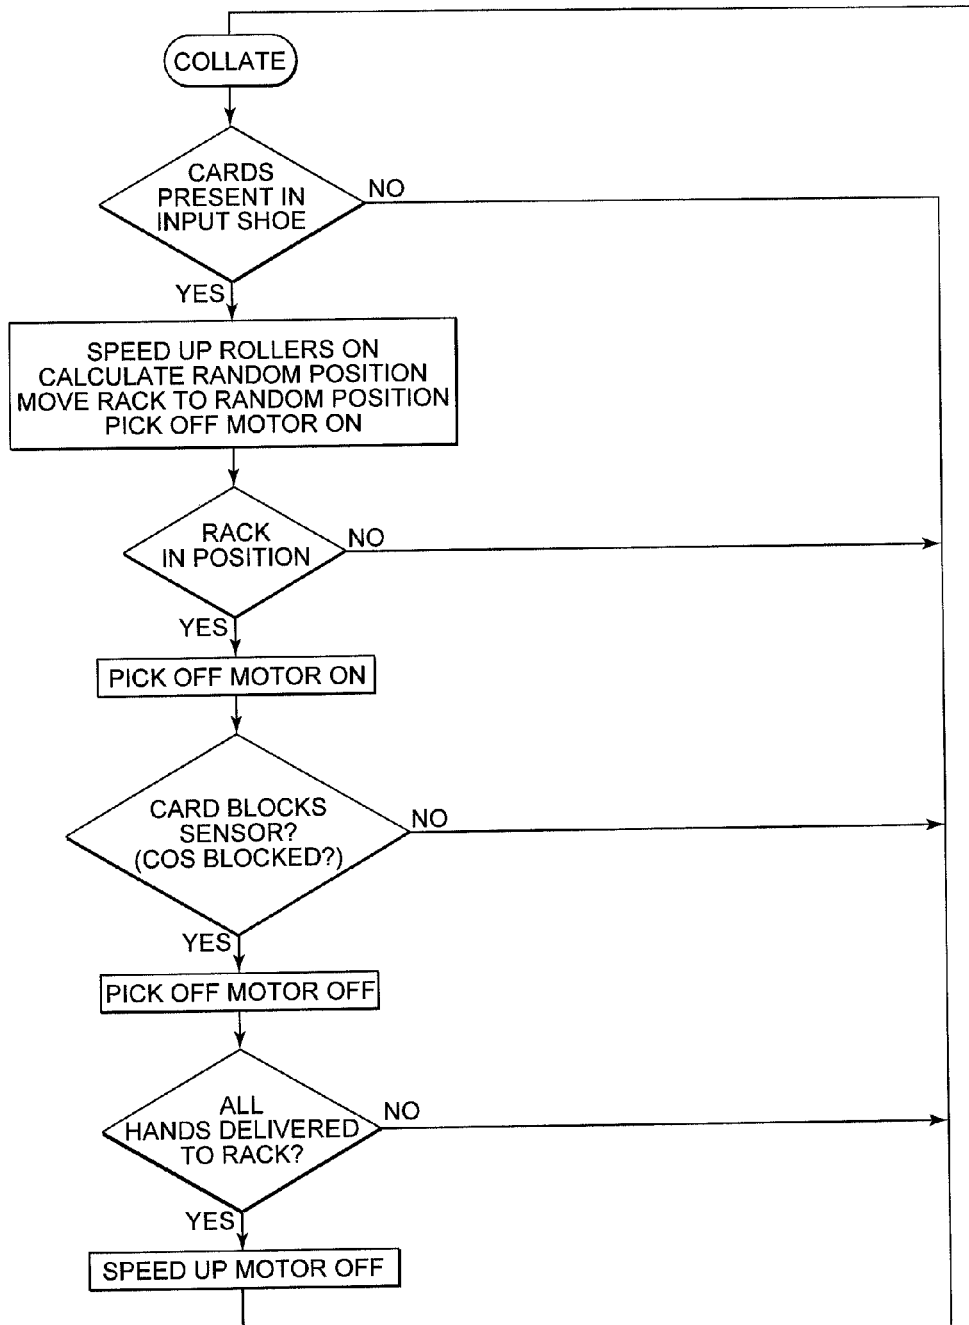 COLLATE
CARDS
PRESENT IN
INPUT SHOE
NO
YES
SPEED UP ROLLERS ON
CALCULATE RANDOM POSITION
MOVE RACK TO RANDOM POSITION
PICK OFF MOTOR ON
RACK
IN POSITION
NO
YES
PICK OFF MOTOR ON
CARD BLOCKS
SENSOR?
(COS BLOCKED?)
NO
YES
PICK OFF MOTOR OFF
ALL
HANDS DELIVERED
TO RACK?
NO
YES
SPEED UP MOTOR OFF